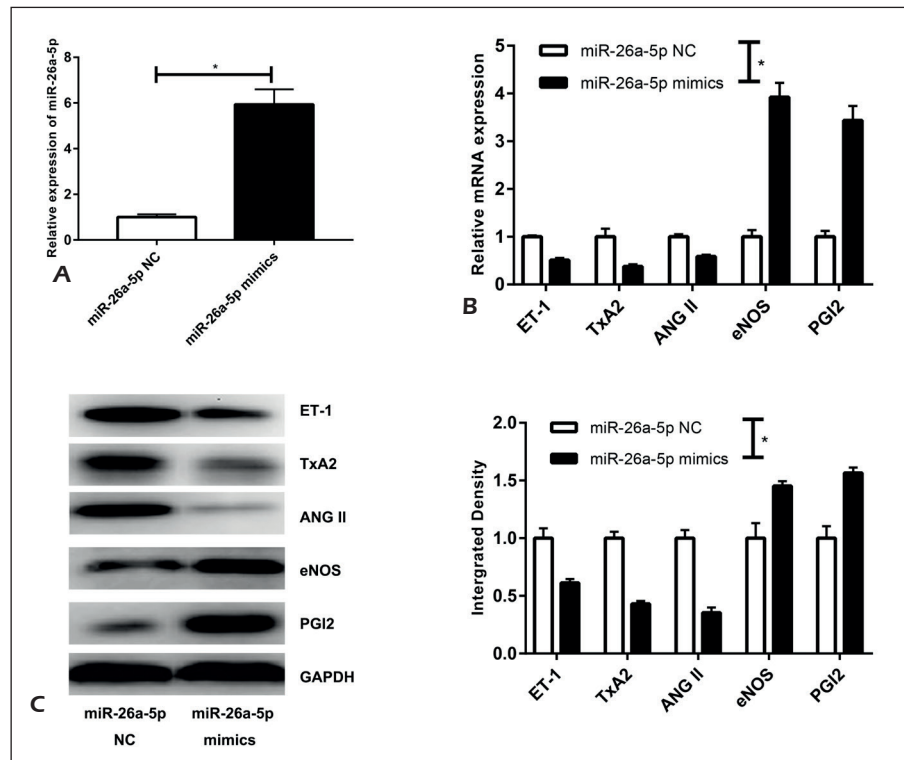 Relative expression of miR-26a-5p
8
6
4
2
0
*
miR-26a-5p NC
miR-26a-5p mimics
A
Relative mRNA expression
5
4
3
2
1
0
miR-26a-5p NC
miR-26a-5p mimics
*
ET-1
TxA2
ANG II
eNOS
PGI2
B
ET-1
TxA2
ANG II
eNOS
PGI2
GAPDH
miR-26a-5p
NC
miR-26a-5p
mimics
C
Intergrated Density
2.0
1.5
1.0
0.5
0.0
miR-26a-5p NC
miR-26a-5p mimics
*
ET-1
TxA2
ANG II
eNOS
PGI2